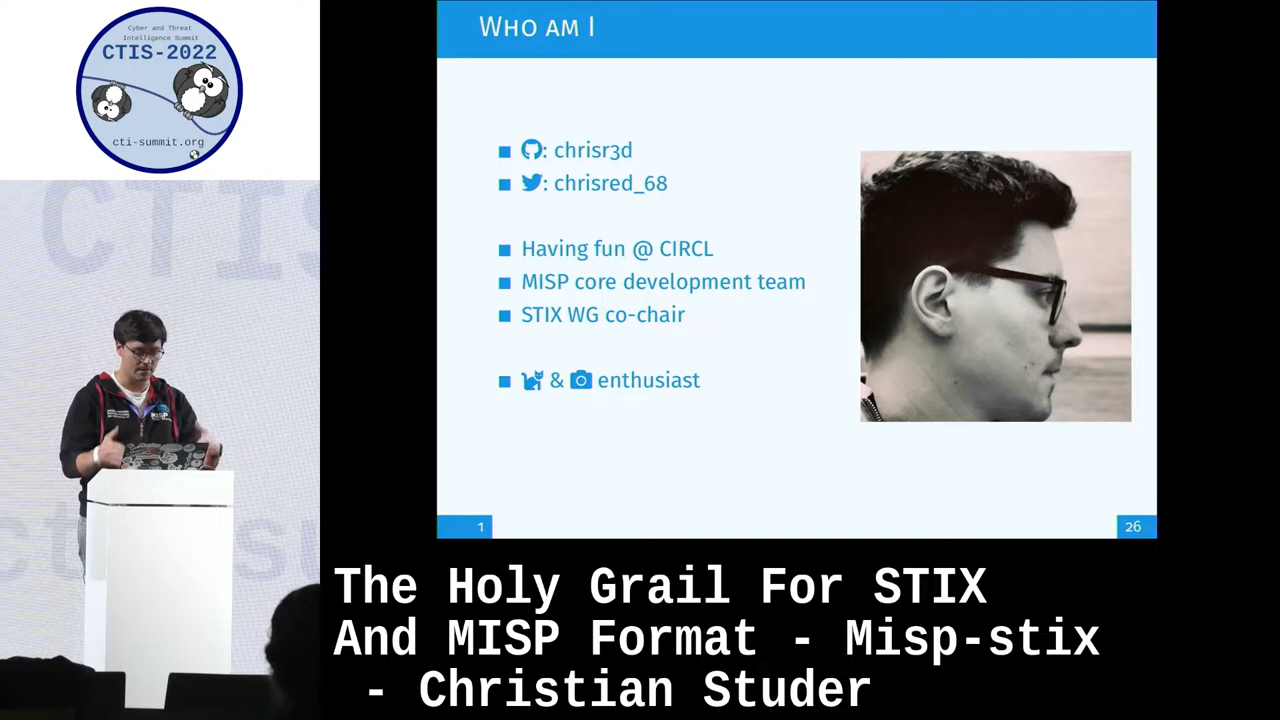 Cyber and Threat
Intelligence Summit
CTIS-2022
cti-summit.org
CTIS
MISP
WHO AM I
: chrisr3d
: chrisred_68
Having fun @ CIRCL
MISP core development team
STIX WG co-chair
& enthusiast
1
26
The Holy Grail For STIX
And MISP Format - Misp-stix
- Christian Studer